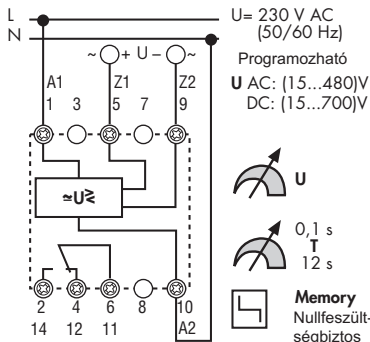 L
N
U= 230 V AC
(50/60 Hz)
~ + U – ~
Programozható
A1 Z1 Z2
U AC: (15...480)V
1 3 5 7 9
DC: (15...700)V
U
≃U≷
0,1 s
T
12 s
2 4 6 8 10
14 12 11 A2
Memory
Nullfeszült-
ségbiztos